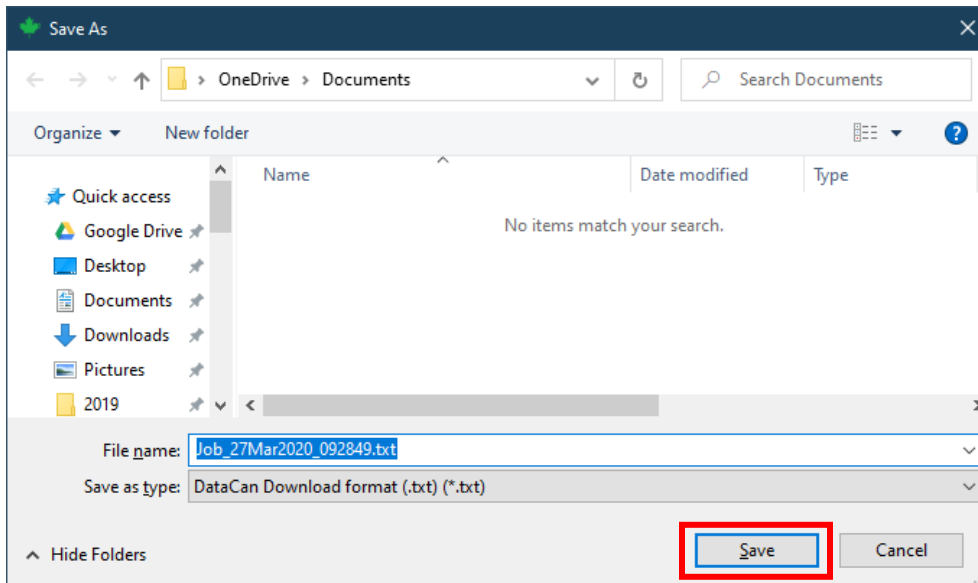 Save As
OneDrive > Documents
Search Documents
Organize
New folder
Name
Date modified
Type
No items match your search.
Quick access
Google Drive
Desktop
Documents
Downloads
Pictures
2019
File name: Job_27Mar2020_092849.txt
Save as type: DataCan Download format (.txt) (*.txt)
Hide Folders
Save
Cancel